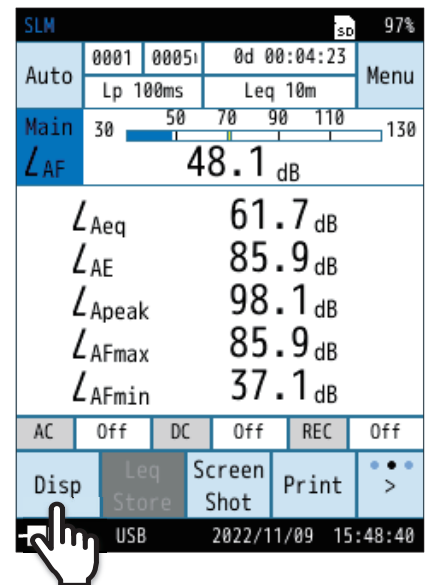 SLM SD 97%
Auto 0001 0005 0d 00:04:23 Menu
Lp 100ms Leq 10m
Main 30 50 70 90 110 130
LAF 48.1 dB
LAeq 61.7 dB
LAE 85.9 dB
LApeak 98.1 dB
LAFmax 85.9 dB
LAFmin 37.1 dB
AC Off DC Off REC Off
Disp Leq Store Screen Shot Print >
USB 2022/11/09 15:48:40